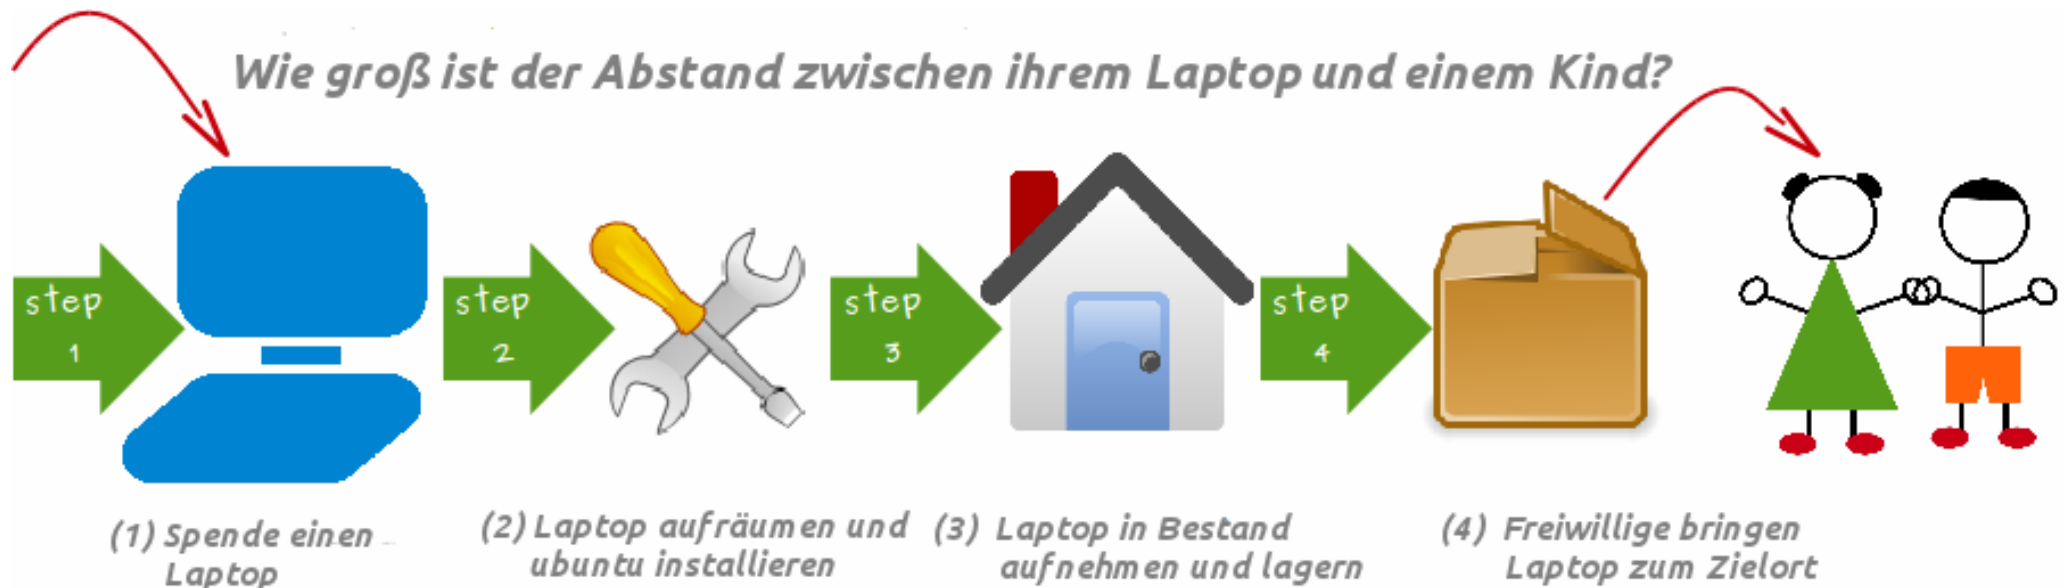 Wie groß ist der Abstand zwischen ihrem Laptop und einem Kind?
step
1
step
2
step
3
step
4
(1) Spende einen
Laptop
(2) Laptop aufräumen und
ubuntu installieren
(3) Laptop in Bestand
aufnehmen und lagern
(4) Freiwillige bringen
Laptop zum Zielort